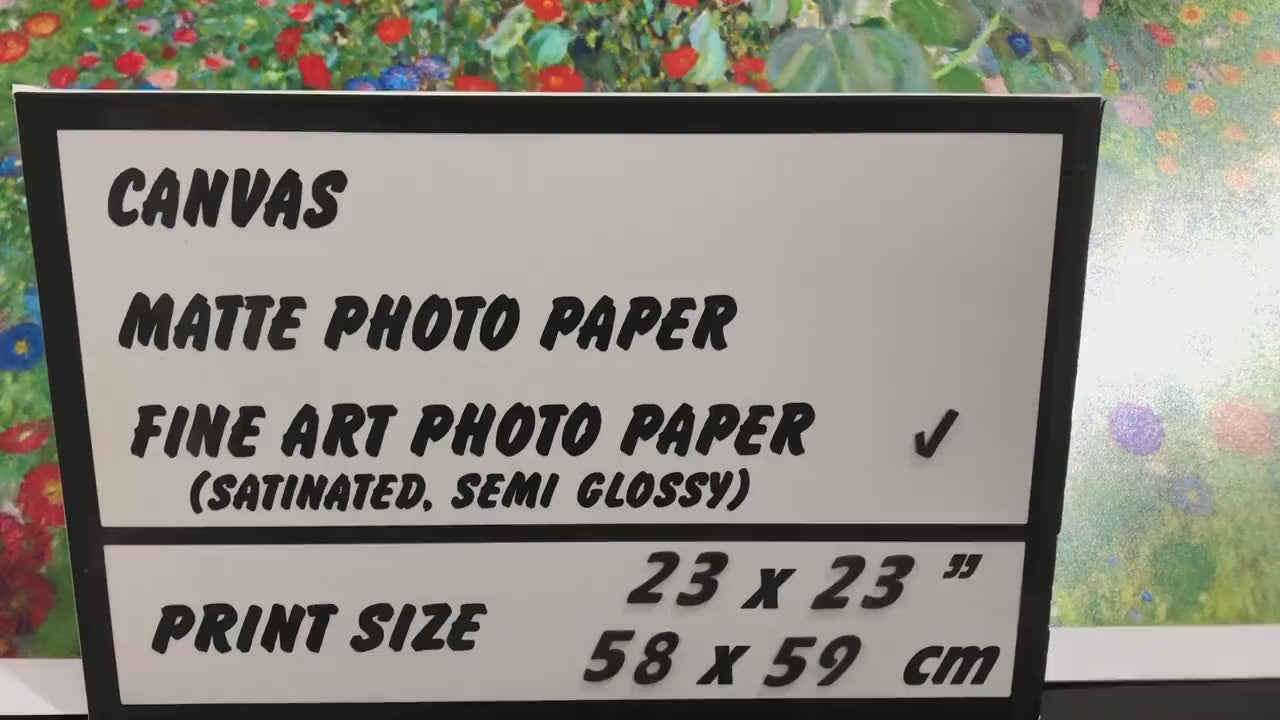 CANVAS
MATTE PHOTO PAPER
FINE ART PHOTO PAPER ✓
(SATINATED, SEMI GLOSSY)
PRINT SIZE
23 x 23 ”
58 x 59 cm